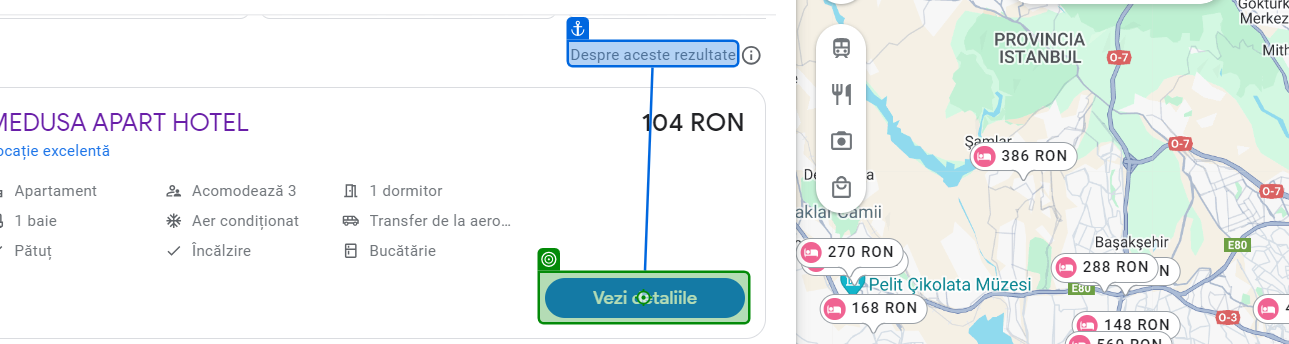 Despre aceste rezultate
MEDUSA APART HOTEL
104 RON
ocație excelentă
Apartament
Acomodează 3
1 dormitor
1 baie
Aer condiționat
Transfer de la aero...
Pătuț
Încălzire
Bucătărie
Vezi detaliile
Göktürk
Merkez
PROVINCIA
ISTANBUL
O-7
Mith
Şamlar
386 RON
O-7
O-7
aklar Camii
Başakşehir
E80
270 RON
288 RON
N
Pelit Çikolata Müzesi
E80
168 RON
O-3
148 RON
560 RON